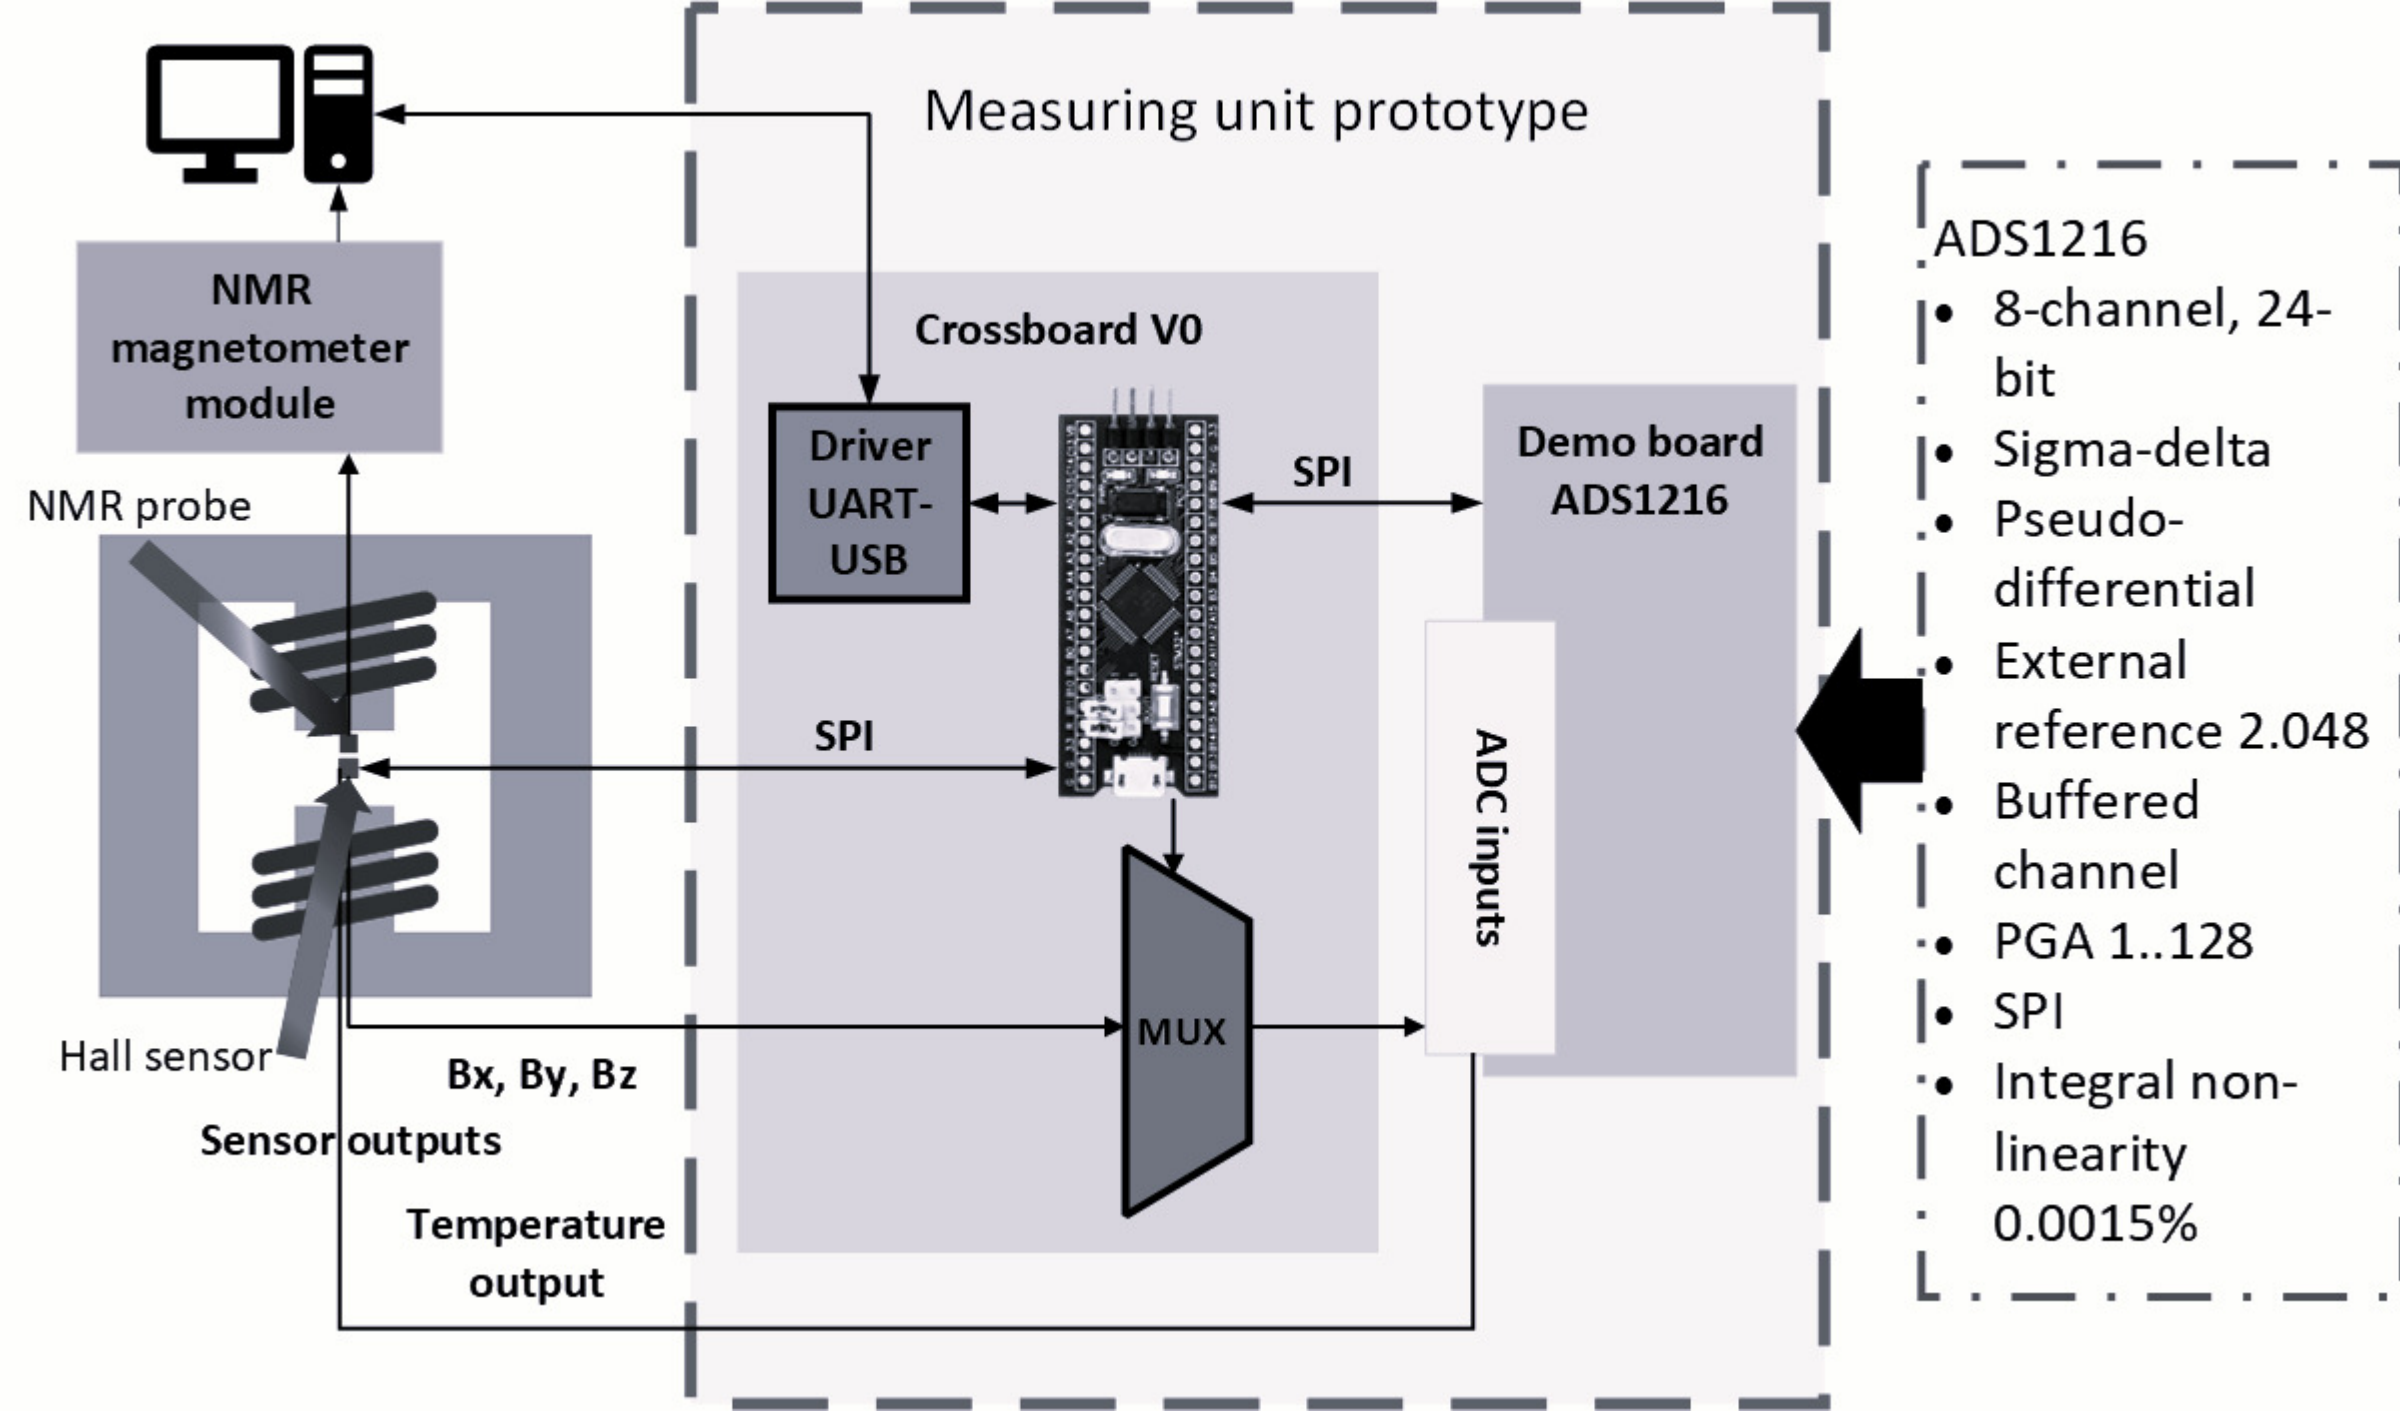 Measuring unit prototype
NMR
magnetometer
module
NMR probe
Crossboard V0
Driver
UART-
USB
SPI
Demo board
ADS1216
SPI
ADC inputs
MUX
Hall sensor
Bx, By, Bz
Sensor outputs
Temperature
output
ADS1216
• 8-channel, 24-
bit
• Sigma-delta
• Pseudo-
differential
• External
reference 2.048
• Buffered
channel
• PGA 1..128
• SPI
• Integral non-
linearity
0.0015%